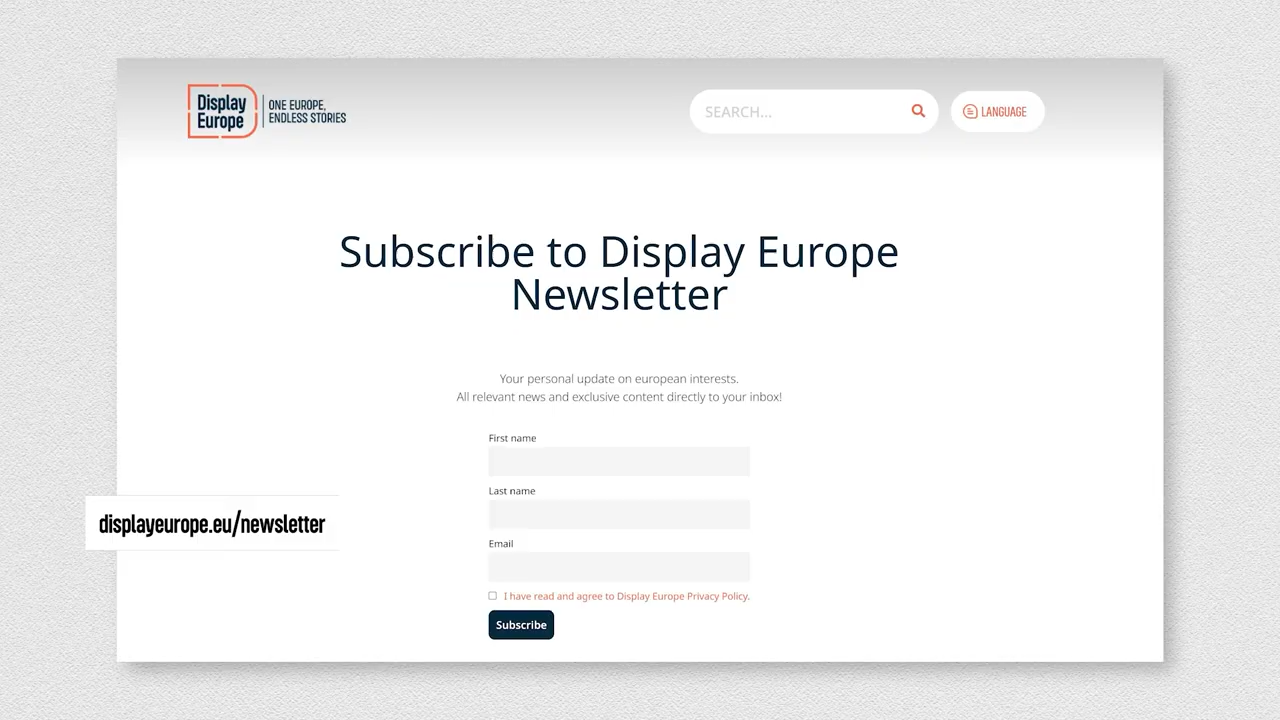 Display
Europe
ONE EUROPE,
ENDLESS STORIES
SEARCH...
LANGUAGE
Subscribe to Display Europe
Newsletter
Your personal update on european interests.
All relevant news and exclusive content directly to your inbox!
First name
Last name
displayeurope.eu/newsletter
Email
I have read and agree to Display Europe Privacy Policy.
Subscribe